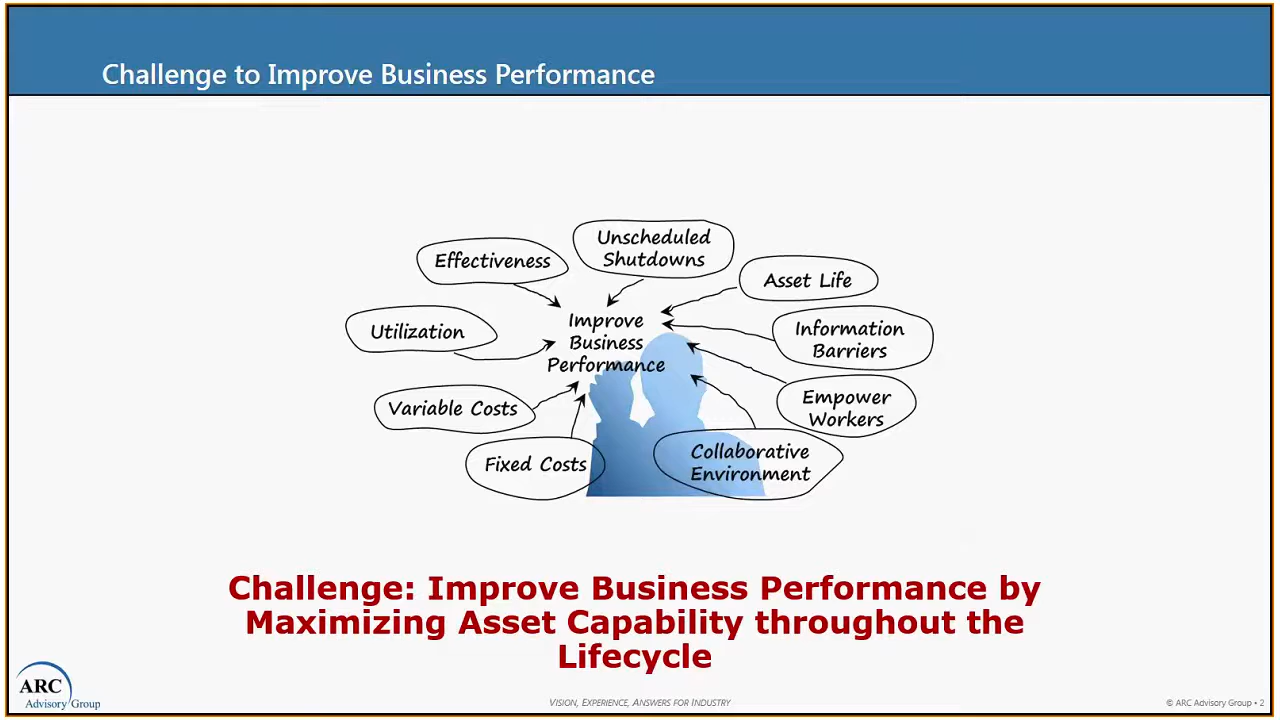 Challenge to Improve Business Performance
Unscheduled
Shutdowns
Effectiveness
Asset Life
Improve
Business
Performance
Utilization
Information
Barriers
Variable Costs
Empower
Workers
Fixed Costs
Collaborative
Environment
Challenge: Improve Business Performance by
Maximizing Asset Capability throughout the
Lifecycle
ARC
Advisory Group
VISION, EXPERIENCE, ANSWERS FOR INDUSTRY
© ARC Advisory Group • 2